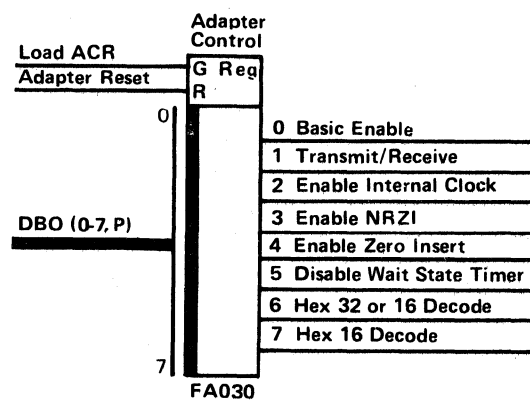 Adapter
Control
Load ACR
Adapter Reset
G Reg
R
0
0 Basic Enable
1 Transmit/Receive
2 Enable Internal Clock
3 Enable NRZI
DBO (0-7, P)
4 Enable Zero Insert
5 Disable Wait State Timer
6 Hex 32 or 16 Decode
7 Hex 16 Decode
7
FA030